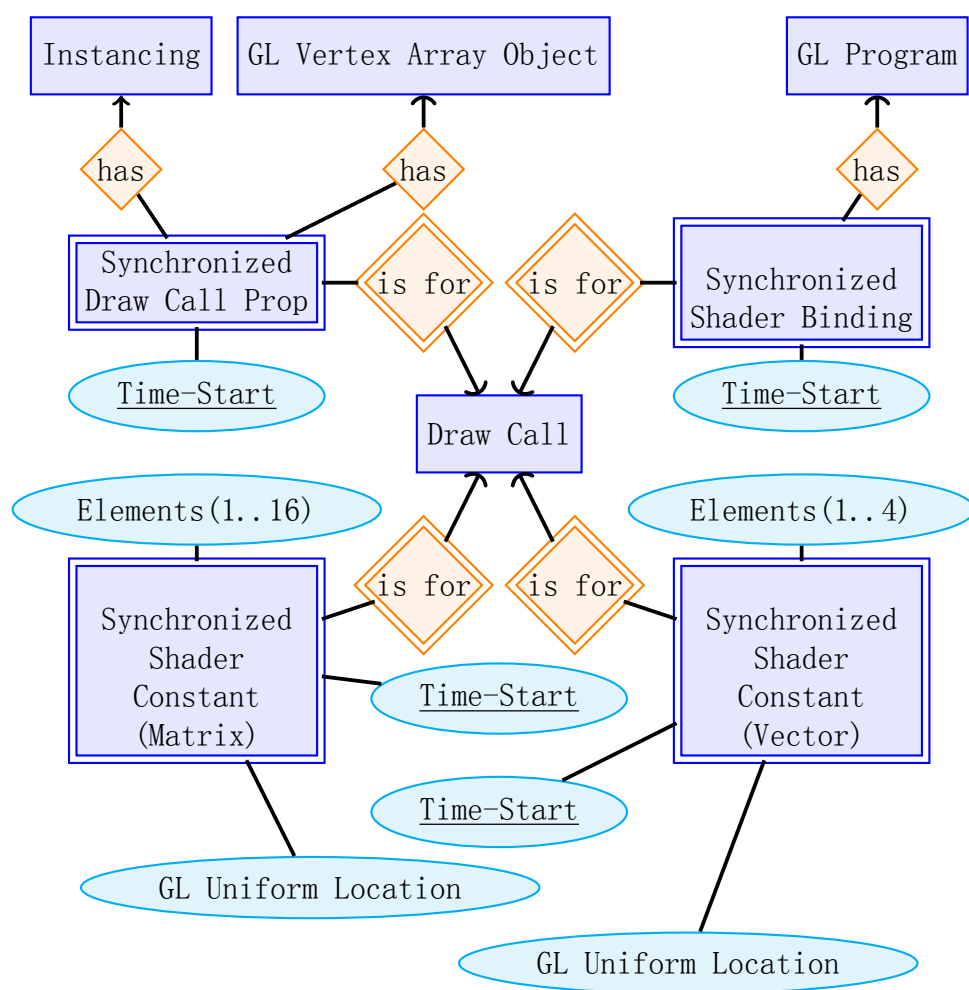 Instancing
GL Vertex Array Object
GL Program
has
has
has
Synchronized
Draw Call Prop
is for
is for
Synchronized
Shader Binding
Time-Start
Time-Start
Draw Call
Elements(1..16)
Elements(1..4)
Synchronized
Shader
Constant
(Matrix)
is for
is for
Synchronized
Shader
Constant
(Vector)
Time-Start
Time-Start
GL Uniform Location
GL Uniform Location